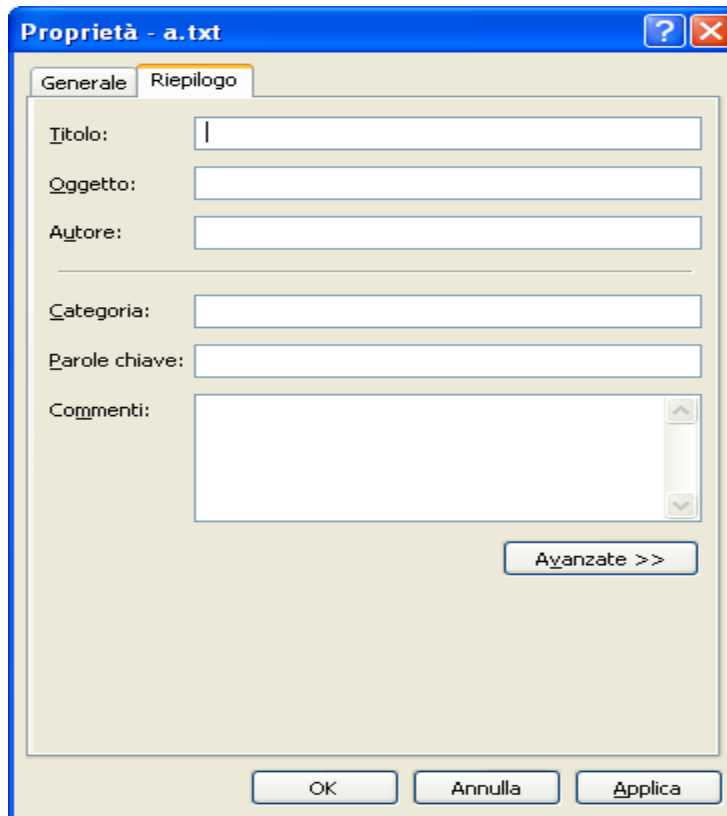 Proprietà - a.txt
Generale
Riepilogo
Titolo:
Oggetto:
Autore:
Categoria:
Parole chiave:
Commenti:
Avanzate >>
OK
Annulla
Applica